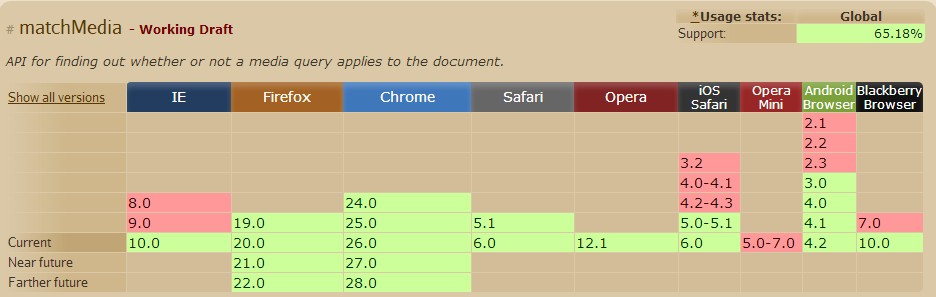 # matchMedia - Working Draft
*Usage stats: Global
Support: 65.18%
API for finding out whether or not a media query applies to the document.
Show all versions IE Firefox Chrome Safari Opera iOS Safari Opera Mini Android Browser Blackberry Browser
2.1
2.2
3.2 2.3
4.0-4.1 3.0
8.0 24.0 4.2-4.3 4.0
9.0 19.0 25.0 5.1 5.0-5.1 4.1 7.0
Current 10.0 20.0 26.0 6.0 12.1 6.0 5.0-7.0 4.2 10.0
Near future 21.0 27.0
Farther future 22.0 28.0